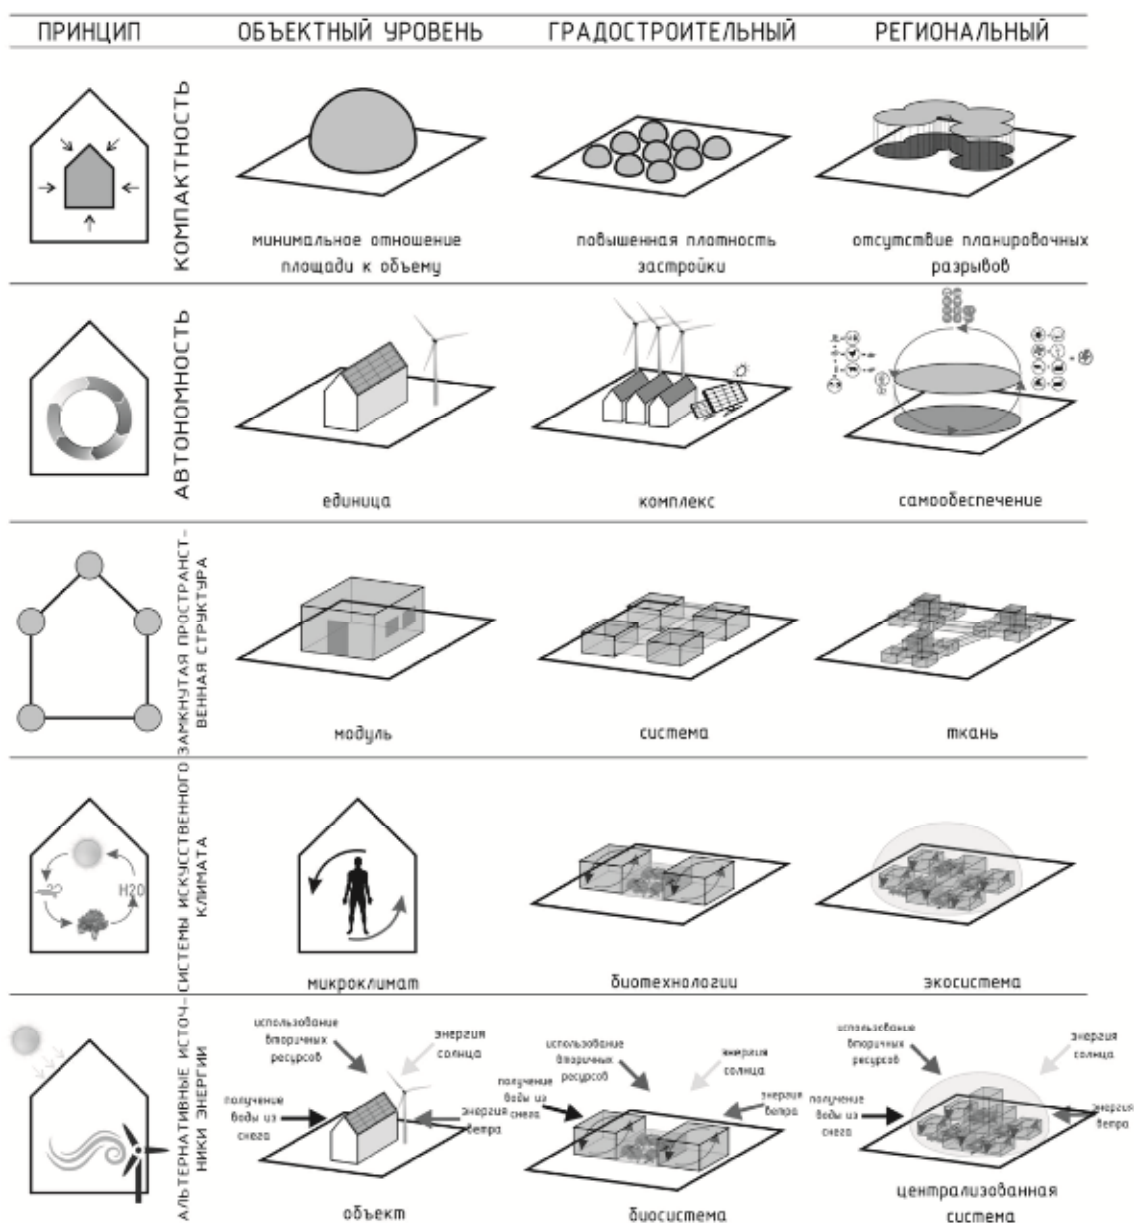 ПРИНЦИП
ОБЪЕКТНЫЙ УРОВЕНЬ
ГРАДОСТРОИТЕЛЬНЫЙ
РЕГИОНАЛЬНЫЙ
КОМПАКТНОСТЬ
минимальное отношение
площади к объему
повышенная плотность
застройки
отсутствие планировочных
разрывов
АВТОНОМНОСТЬ
единица
комплекс
самообеспечение
ЗАМКНУТАЯ ПРОСТРАНСТ-
ВЕННАЯ СТРУКТУРА
модуль
система
ткань
СИСТЕМЫ ИСКУССТВЕННОГО
КЛИМАТА
H2O
микроклимат
биотехнологии
экосистема
АЛЬТЕРНАТИВНЫЕ ИСТОЧ-
НИКИ ЭНЕРГИИ
использование
вторичных
ресурсов
энергия
солнца
получение
воды из
снега
энергия
ветра
объект
использование
вторичных
ресурсов
энергия
солнца
получение
воды из
снега
энергия
ветра
биосистема
использование
вторичных
ресурсов
энергия
солнца
получение
воды из
снега
энергия
ветра
централизованная
система